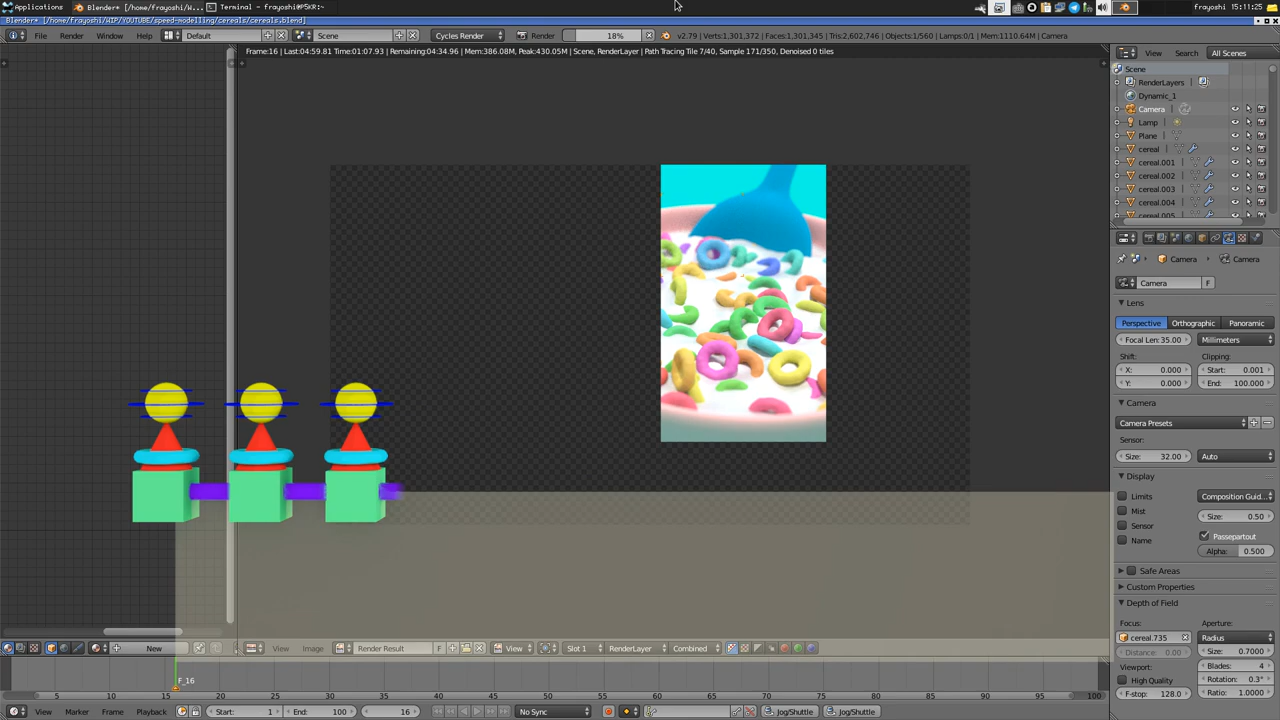 Applications Blender* [/home/frayoshi/W... Terminal - frayoshi@P5KR:~ frayoshi 15:11:25
Blender* [/home/frayoshi/WIP/YOUTUBE/speed-modelling/cereals/cereals.blend]
File Render Window Help Default Scene Cycles Render Render 18% v2.79 | Verts:1,301,372 | Faces:1,301,345 | Tris:2,602,746 | Objects:1/560 | Lamps:0/1 | Mem:1110.64M | Camera View Search All Scenes
Frame:16 | Last:04:59.81 Time:01:07.93 | Remaining:04:34.96 | Mem:386.08M, Peak:430.05M | Scene, RenderLayer | Path Tracing Tile 7/40, Sample 171/350, Denoised 0 tiles
Scene
RenderLayers
Dynamic_1
Camera
Lamp
Plane
cereal
cereal.001
cereal.002
cereal.003
cereal.004
cereal.005
Camera Camera
Camera F
Lens
Perspective Orthographic Panoramic
Focal Len: 35.00 Millimeters
Shift: Clipping:
X: 0.000 Start: 0.001
Y: 0.000 End: 100.000
Camera
Camera Presets
Sensor:
Size: 32.00 Auto
Display
Limits Composition Guid...
Mist Size: 0.50
Sensor Passepartout
Name Alpha: 0.500
Safe Areas
Custom Properties
Depth of Field
Focus: Aperture:
cereal.735 Radius
Distance: 0.00 Size: 0.7000
Viewport: Blades: 4
High Quality Rotation: 0.3°
F-stop: 128.0 Ratio: 1.0000
New View Image Render Result F View Slot 1 RenderLayer Combined
F_16
5 10 15 20 25 30 35 40 45 50 55 60 65 70 75 80 85 90 95 100
View Marker Frame Playback Start: 1 End: 100 16 No Sync Jog/Shuttle Jog/Shuttle